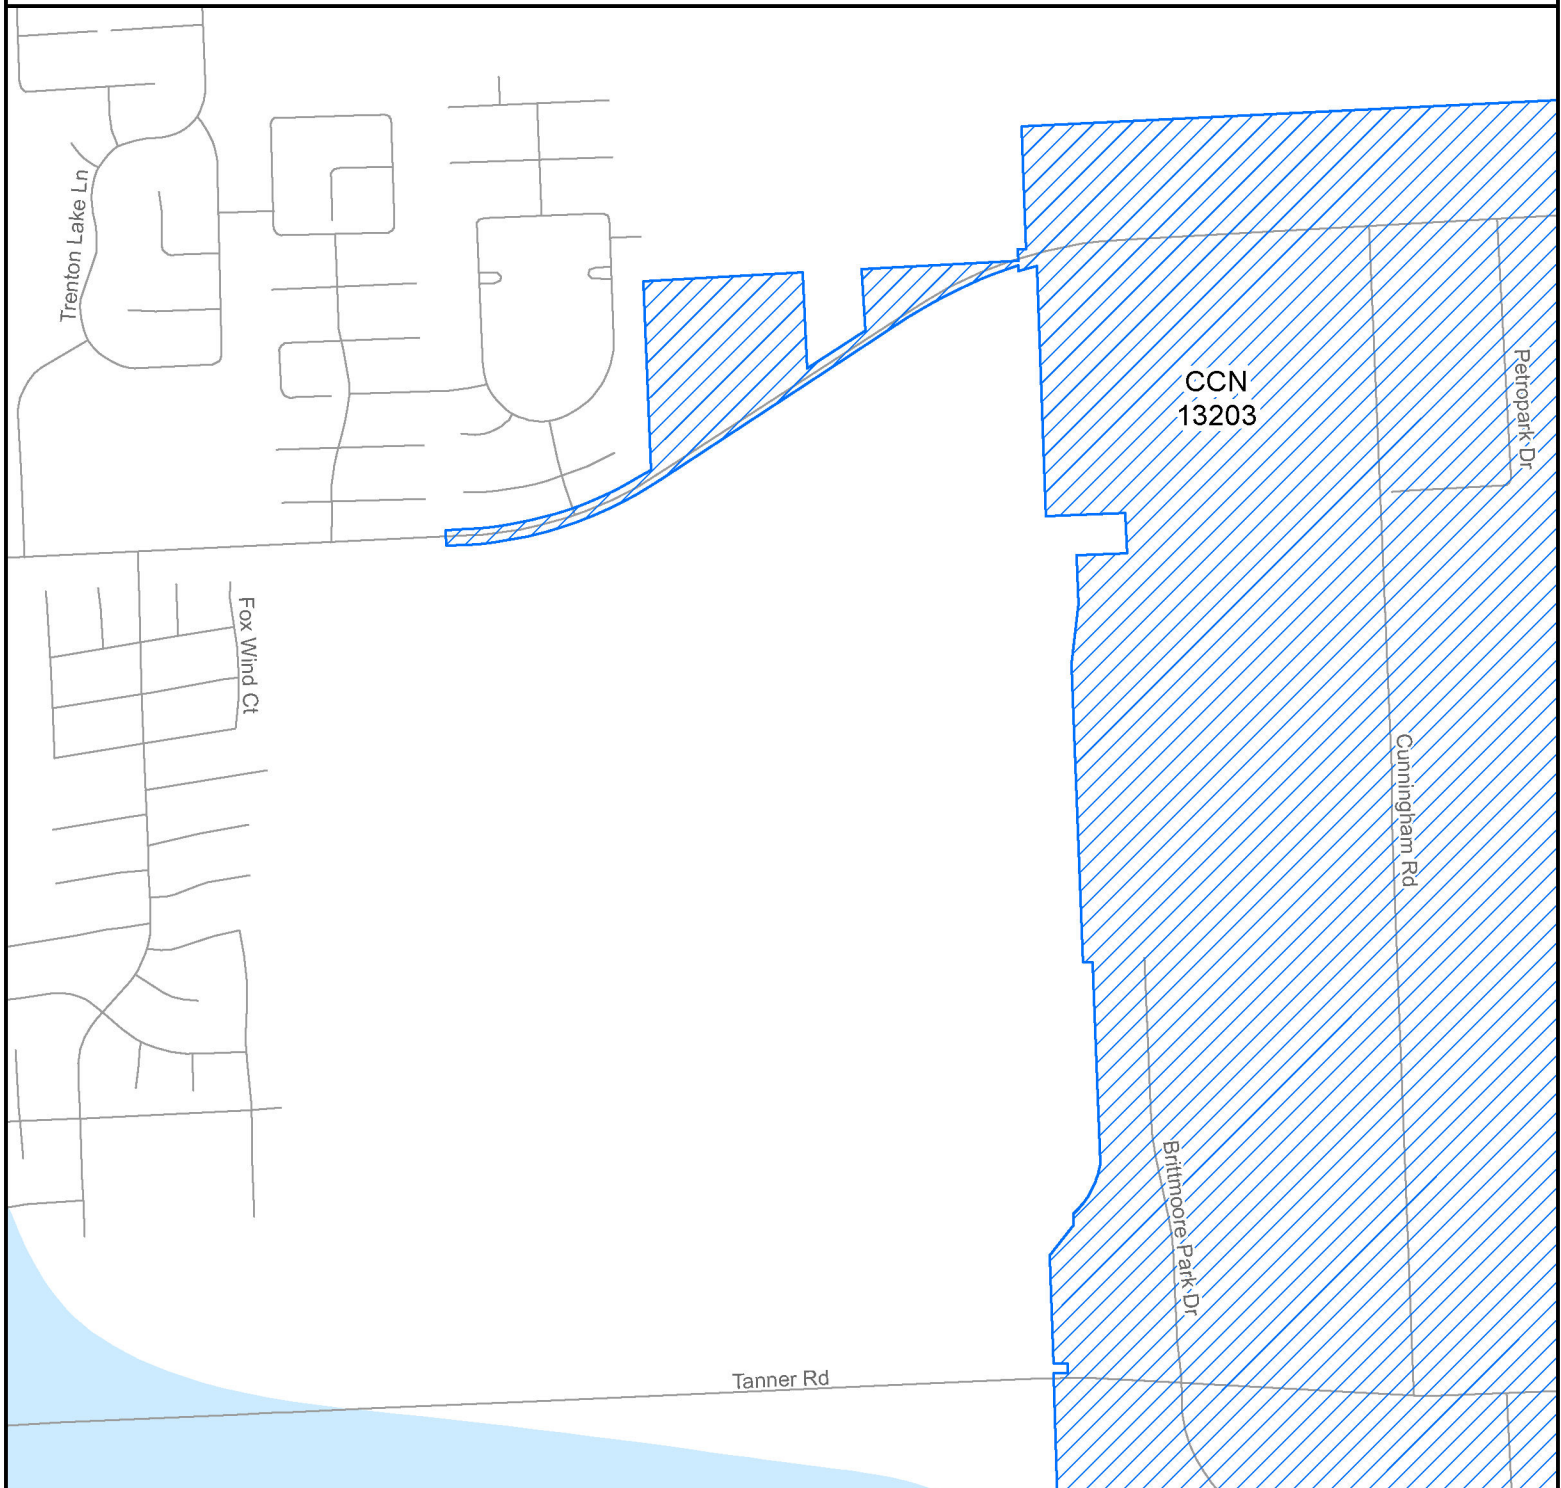 Trenton Lake Ln
CCN
13203
Petropark Dr
Fox Wind Ct
Cunningham Rd
Brittmoore Park Dr
Tanner Rd